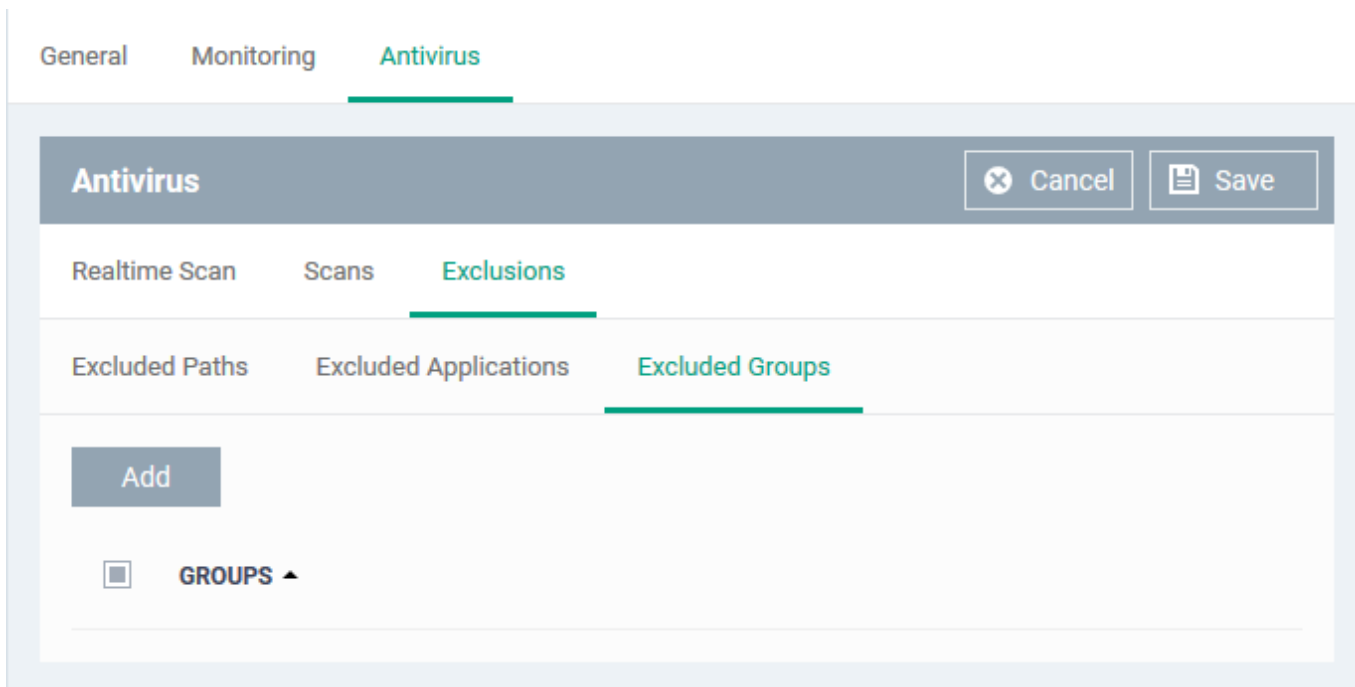 General Monitoring Antivirus
Antivirus Cancel Save
Realtime Scan Scans Exclusions
Excluded Paths Excluded Applications Excluded Groups
Add
GROUPS